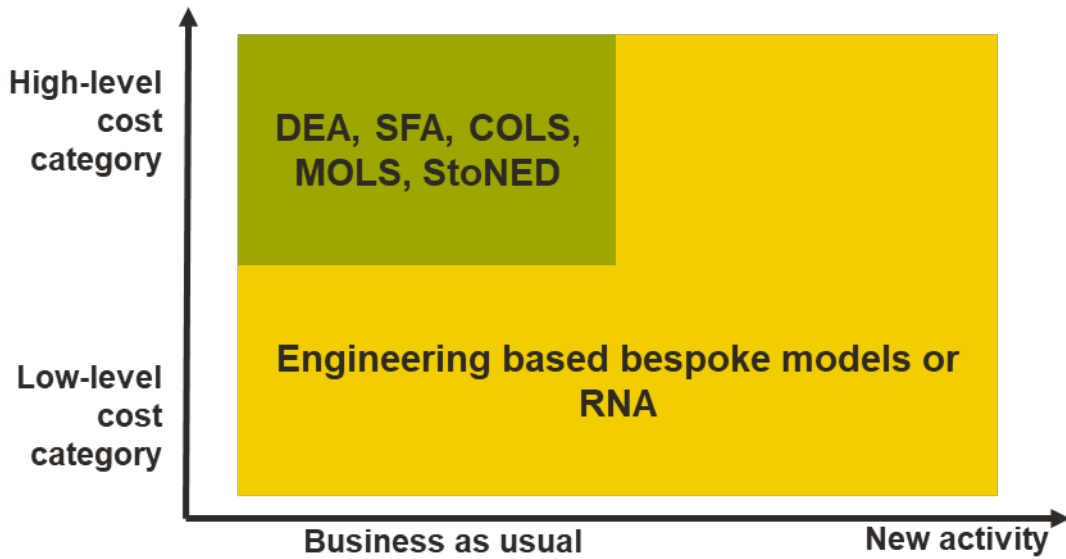 High-level
cost
category
DEA, SFA, COLS,
MOLS, StoNED
Engineering based bespoke models or
RNA
Low-level
cost
category
Business as usual
New activity